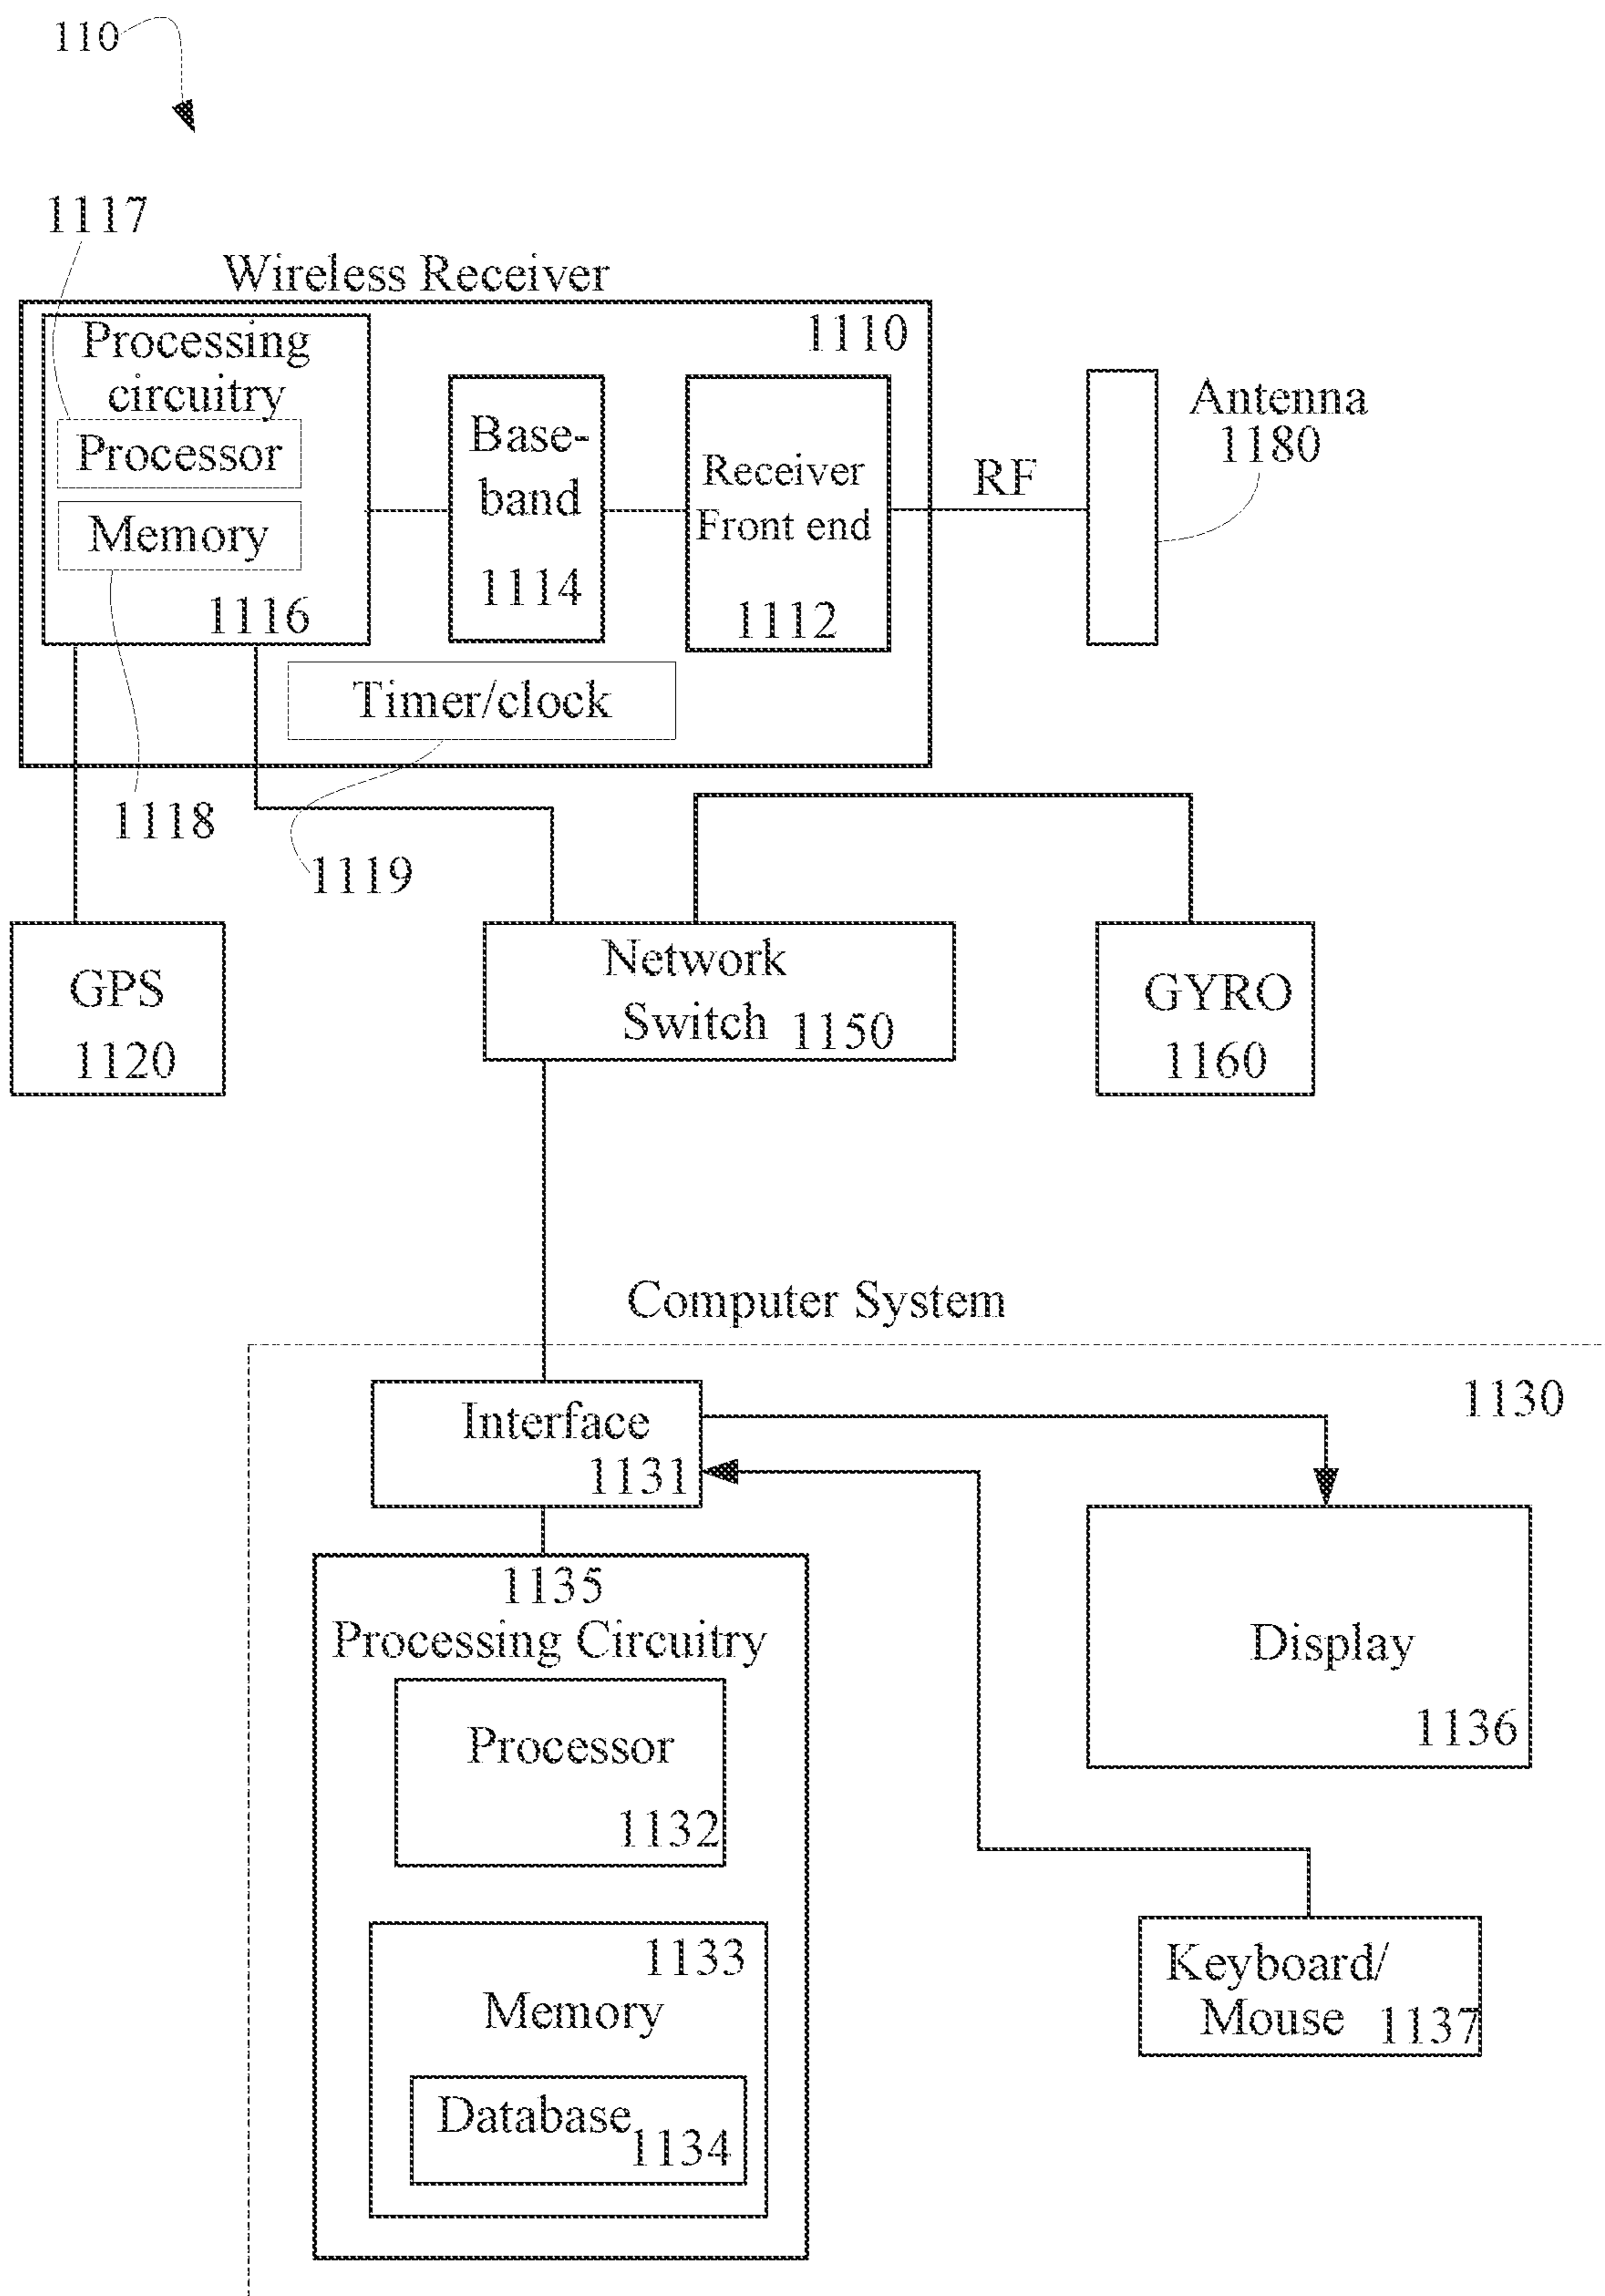 110
1117
Wireless Receiver
1110
Processing
circuitry
Processor
Memory
1116
Base-
band
1114
Receiver
Front end
1112
RF
Antenna
1180
Timer/clock
1118
1119
GPS
1120
Network
Switch 1150
GYRO
1160
Computer System
1130
Interface
1131
1135
Processing Circuitry
Processor
1132
1133
Memory
Database
1134
Display
1136
Keyboard/
Mouse 1137